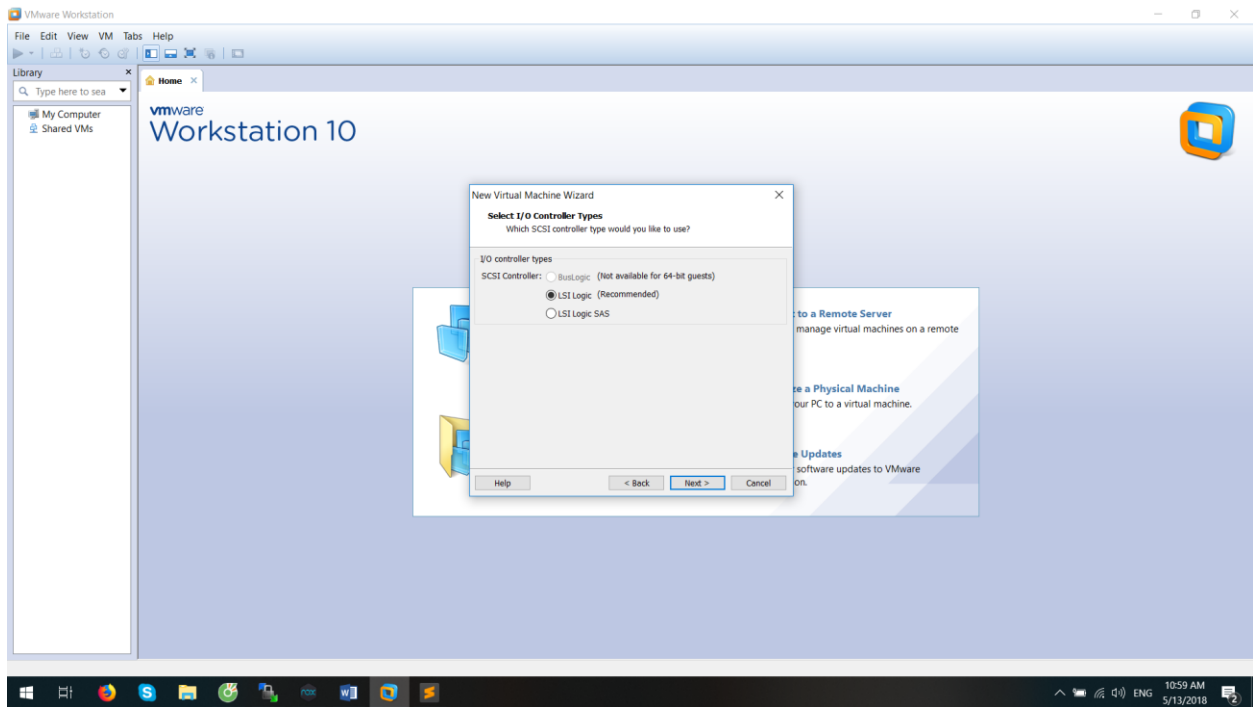 VMware Workstation
File Edit View VM Tabs Help
Library
Type here to sea
My Computer
Shared VMs
Home
vmware
Workstation 10
New Virtual Machine Wizard
Select I/O Controller Types
Which SCSI controller type would you like to use?
I/O controller types
SCSI Controller: BusLogic (Not available for 64-bit guests)
LSI Logic (Recommended)
LSI Logic SAS
Help < Back Next > Cancel
to a Remote Server
manage virtual machines on a remote
ze a Physical Machine
our PC to a virtual machine.
e Updates
software updates to VMware
on.
W
ENG
10:59 AM
5/13/2018
2